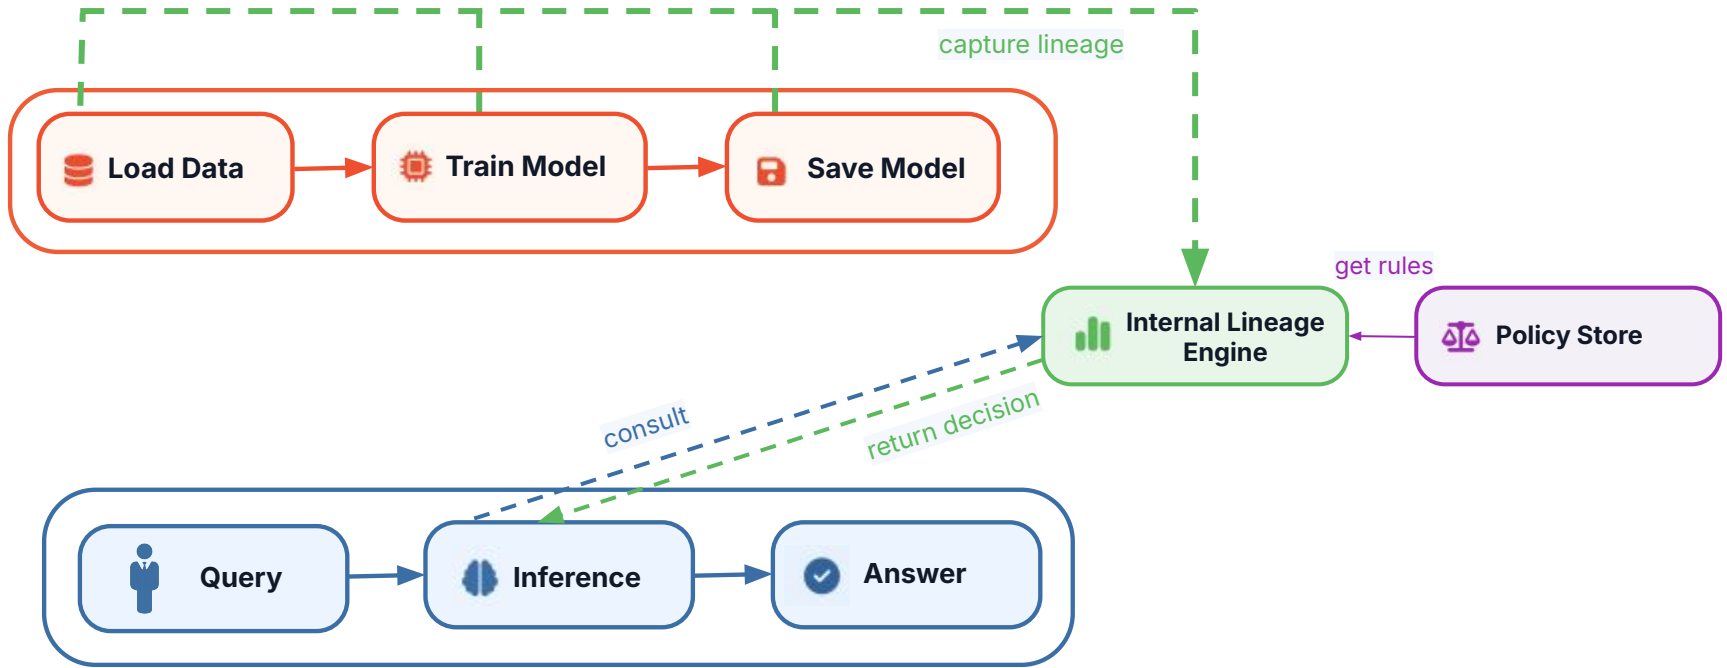 capture lineage
Load Data
Train Model
Save Model
get rules
Internal Lineage
Engine
Policy Store
consult
return decision
Query
Inference
Answer